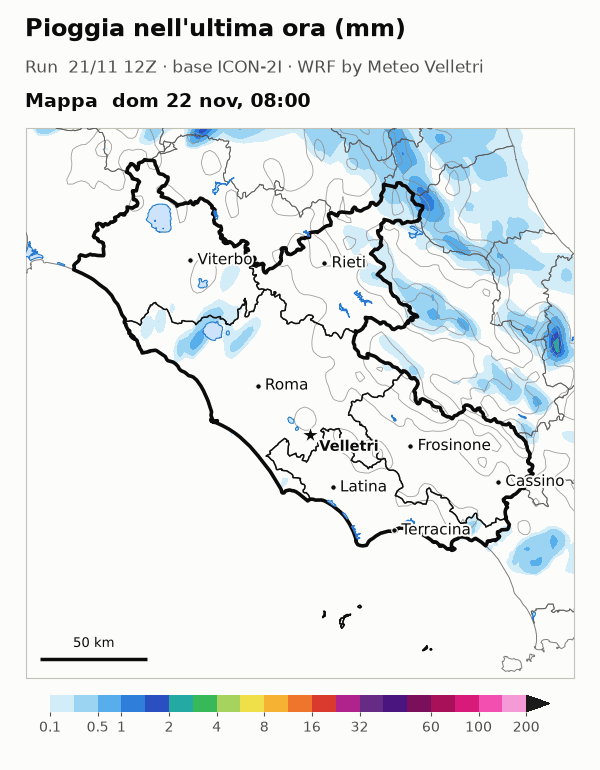 Pioggia nell'ultima ora (mm)
Run 21/11 12Z · base ICON-2I · WRF by Meteo Velletri
Mappa dom 22 nov, 08:00
Viterbo
Rieti
Roma
Velletri
Frosinone
Latina
Cassino
Terracina
50 km
0.1 0.5 1 2 4 8 16 32 60 100 200